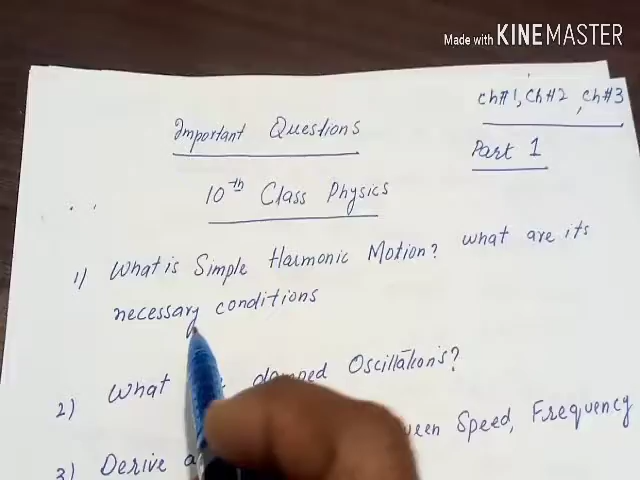 Made with KINEMASTER
Ch#1, Ch#2, Ch#3
Important Questions
Part 1
10th Class Physics
1) What is Simple Harmonic Motion? What are its
necessary conditions
2) What damped Oscillations?
3) Derive Speed, Frequency